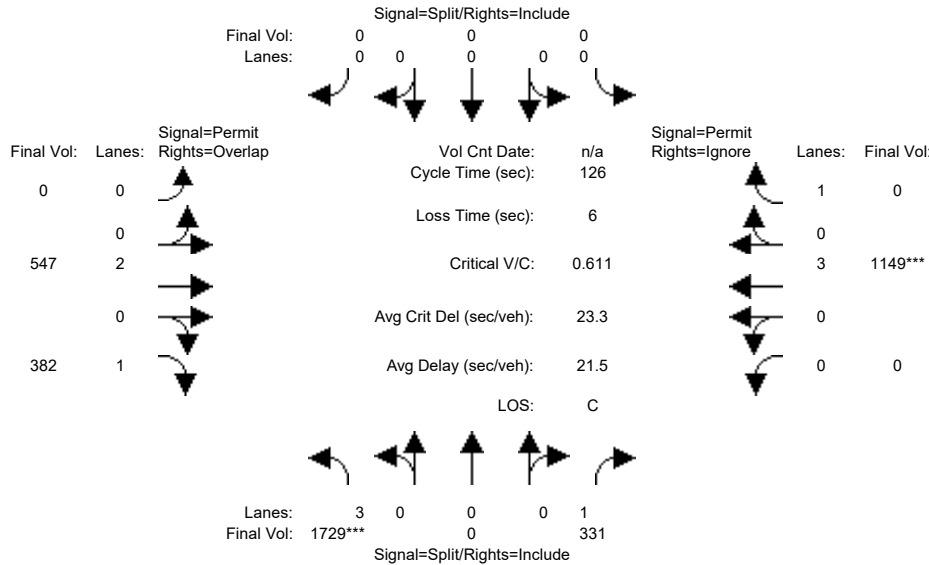 Signal=Split/Rights=Include
Final Vol: 0 0 0
Lanes: 0 0 0 0 0
Signal=Permit Signal=Permit
Final Vol: Lanes: Rights=Overlap Vol Cnt Date: n/a Rights=Ignore Lanes: Final Vol:
Cycle Time (sec): 126
0 0 1 0
Loss Time (sec): 6
0 0
547 2 Critical V/C: 0.611 3 1149***
0 Avg Crit Del (sec/veh): 23.3 0
382 1 Avg Delay (sec/veh): 21.5 0 0
LOS: C
Lanes: 3 0 0 0 1
Final Vol: 1729*** 0 331
Signal=Split/Rights=Include